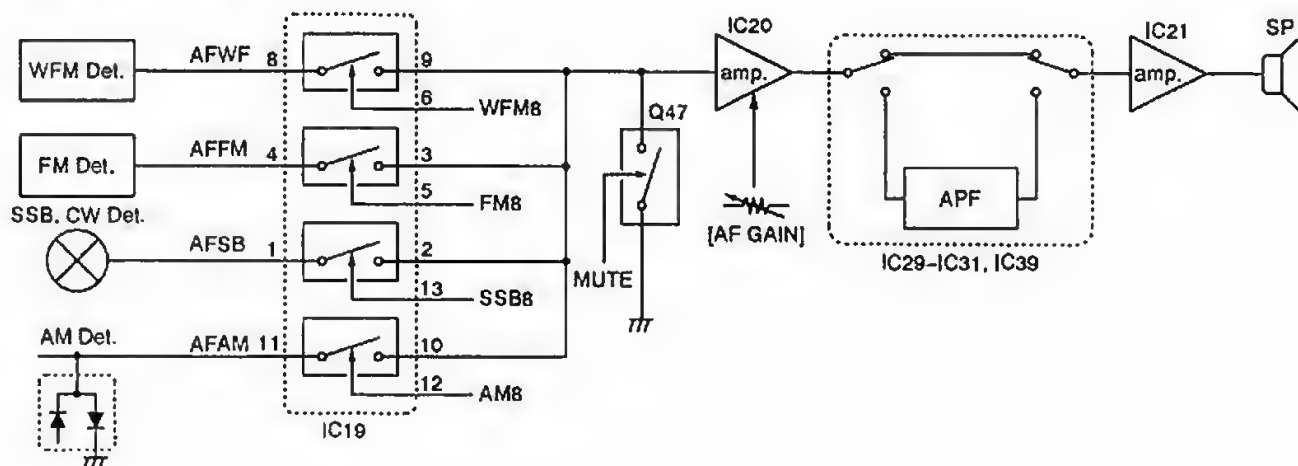 IC20
IC21
SP
WFM Det.
AFWF
8
9
amp.
amp.
6
WFM8
Q47
FM Det.
AFFM
4
3
5
FM8
APF
SSB, CW Det.
[AF GAIN]
AFSB
1
2
IC29–IC31, IC39
MUTE
13
SSB8
AM Det.
AFAM
11
10
12
AM8
IC19